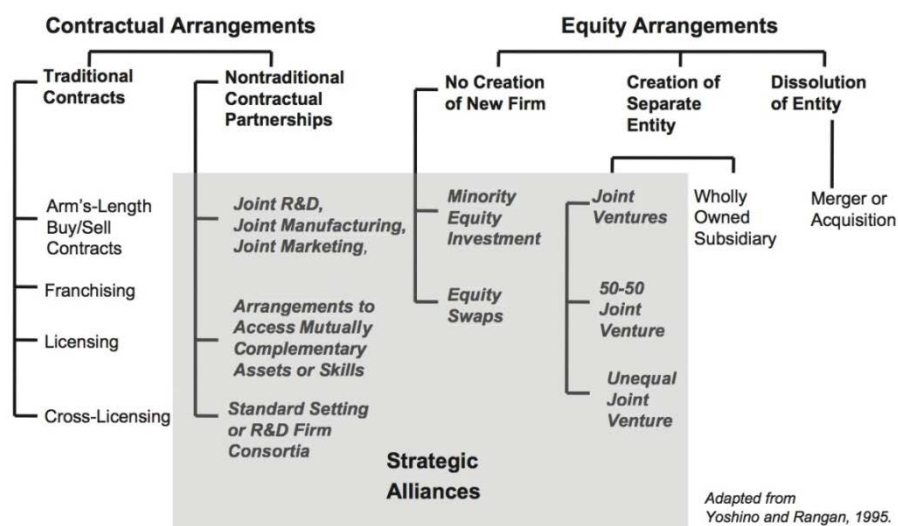 Contractual Arrangements
Equity Arrangements
Traditional
Contracts
Nontraditional
Contractual
Partnerships
No Creation
of New Firm
Creation of
Separate
Entity
Dissolution
of Entity
Arm's-Length
Buy/Sell
Contracts
Franchising
Licensing
Cross-Licensing
Joint R&D,
Joint Manufacturing,
Joint Marketing,
Arrangements to
Access Mutually
Complementary
Assets or Skills
Standard Setting
or R&D Firm
Consortia
Minority
Equity
Investment
Equity
Swaps
Joint
Ventures
50-50
Joint
Venture
Unequal
Joint
Venture
Wholly
Owned
Subsidiary
Merger or
Acquisition
Strategic
Alliances
Adapted from
Yoshino and Rangan, 1995.